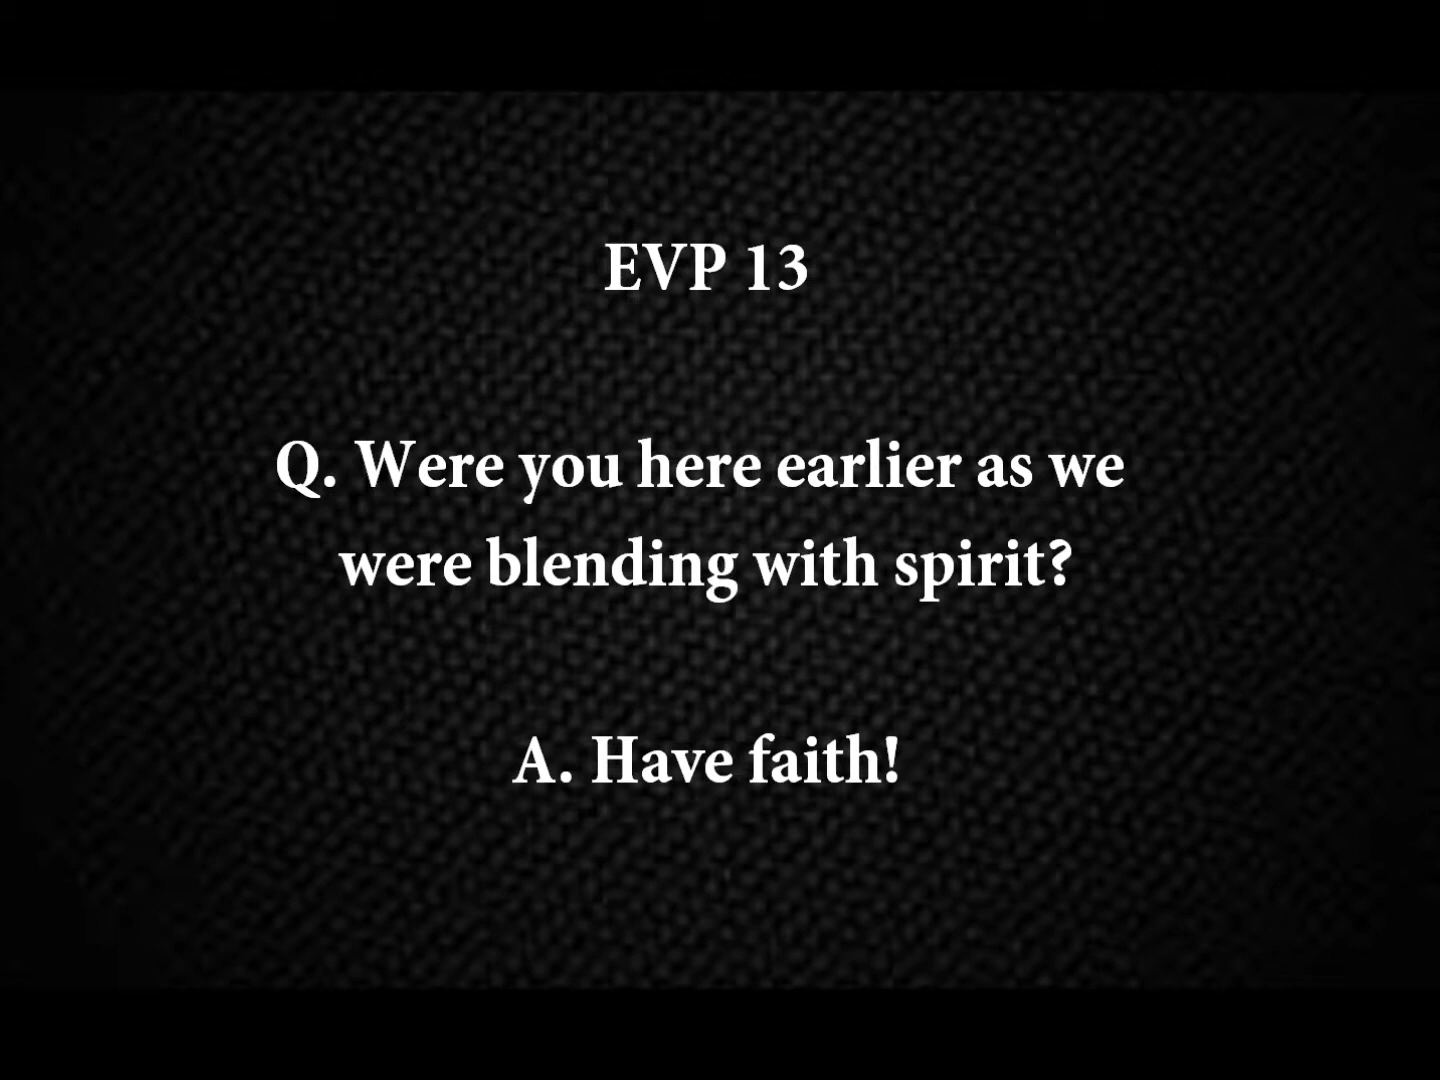 EVP 13
Q. Were you here earlier as we
were blending with spirit?
A. Have faith!